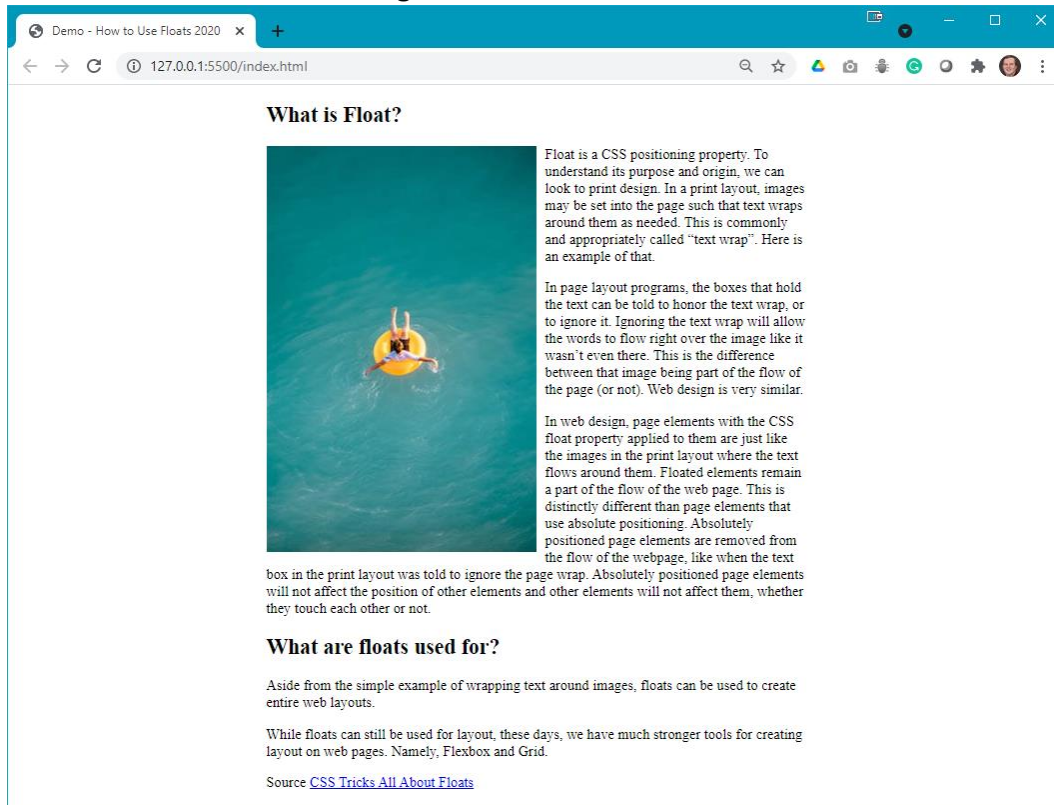 Demo - How to Use Floats 2020
127.0.0.1:5500/index.html
What is Float?
Float is a CSS positioning property. To
understand its purpose and origin, we can
look to print design. In a print layout, images
may be set into the page such that text wraps
around them as needed. This is commonly
and appropriately called “text wrap”. Here is
an example of that.
In page layout programs, the boxes that hold
the text can be told to honor the text wrap, or
to ignore it. Ignoring the text wrap will allow
the words to flow right over the image like it
wasn’t even there. This is the difference
between that image being part of the flow of
the page (or not). Web design is very similar.
In web design, page elements with the CSS
float property applied to them are just like
the images in the print layout where the text
flows around them. Floated elements remain
a part of the flow of the web page. This is
distinctly different than page elements that
use absolute positioning. Absolutely
positioned page elements are removed from
the flow of the webpage, like when the text
box in the print layout was told to ignore the page wrap. Absolutely positioned page elements
will not affect the position of other elements and other elements will not affect them, whether
they touch each other or not.
What are floats used for?
Aside from the simple example of wrapping text around images, floats can be used to create
entire web layouts.
While floats can still be used for layout, these days, we have much stronger tools for creating
layout on web pages. Namely, Flexbox and Grid.
Source CSS Tricks All About Floats